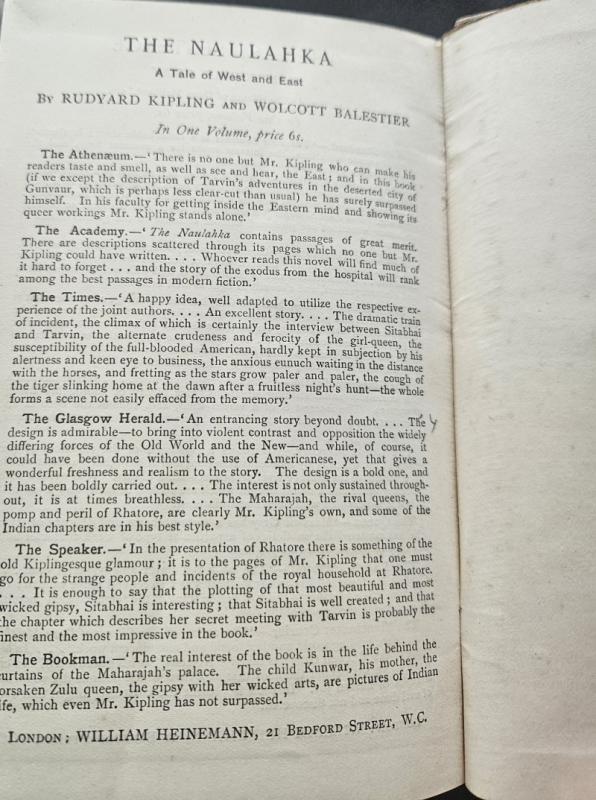 THE NAULAHKA
A Tale of West and East
BY RUDYARD KIPLING AND WOLCOTT BALESTIER
In One Volume, price 6s.
The Athenæum.—'There is no one but Mr. Kipling who can make his
readers taste and smell, as well as see and hear, the East; and in this book
(if we except the description of Tarvin's adventures in the deserted city of
Gunvaur, which is perhaps less clear-cut than usual) he has surely surpassed
himself. In his faculty for getting inside the Eastern mind and showing its
queer workings Mr. Kipling stands alone.'
The Academy.—'The Naulahka contains passages of great merit.
There are descriptions scattered through its pages which no one but Mr.
Kipling could have written. . . . Whoever reads this novel will find much of
it hard to forget . . . and the story of the exodus from the hospital will rank
among the best passages in modern fiction.'
The Times.—'A happy idea, well adapted to utilize the respective ex-
perience of the joint authors. . . . An excellent story. . . . The dramatic train
of incident, the climax of which is certainly the interview between Sitabhai
and Tarvin, the alternate crudeness and ferocity of the girl-queen, the
susceptibility of the full-blooded American, hardly kept in subjection by his
alertness and keen eye to business, the anxious eunuch waiting in the distance
with the horses, and fretting as the stars grow paler and paler, the cough of
the tiger slinking home at the dawn after a fruitless night's hunt—the whole
forms a scene not easily effaced from the memory.'
The Glasgow Herald.—'An entrancing story beyond doubt. . . . The
design is admirable—to bring into violent contrast and opposition the widely
differing forces of the Old World and the New—and while, of course, it
could have been done without the use of Americanese, yet that gives a
wonderful freshness and realism to the story. The design is a bold one, and
it has been boldly carried out. . . . The interest is not only sustained through-
out, it is at times breathless. . . . The Maharajah, the rival queens, the
pomp and peril of Rhatore, are clearly Mr. Kipling's own, and some of the
Indian chapters are in his best style.'
The Speaker.—'In the presentation of Rhatore there is something of the
old Kiplingesque glamour; it is to the pages of Mr. Kipling that one must
go for the strange people and incidents of the royal household at Rhatore.
. . . It is enough to say that the plotting of that most beautiful and most
wicked gipsy, Sitabhai, is interesting; that Sitabhai is well created; and that
the chapter which describes her secret meeting with Tarvin is probably the
finest and the most impressive in the book.'
The Bookman.—'The real interest of the book is in the life behind the
curtains of the Maharajah's palace. The child Kunwar, his mother, the
forsaken Zulu queen, the gipsy with her wicked arts, are pictures of Indian
life, which even Mr. Kipling has not surpassed.'
LONDON: WILLIAM HEINEMANN, 21 BEDFORD STREET, W.C.